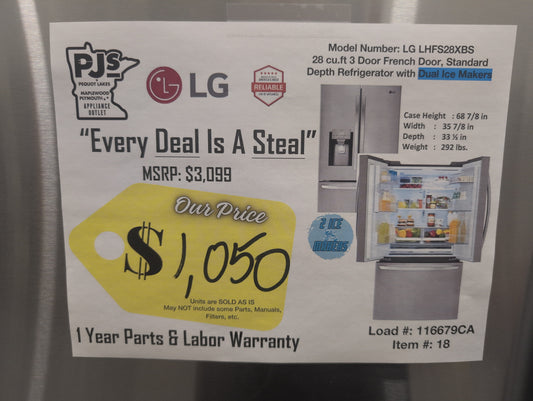 PJS
PEQUOT LAKES
MAPLEWOOD
PLYMOUTH
APPLIANCE
OUTLET
LG
RELIABLE
Model Number: LG LHFS28XBS
28 cu.ft 3 Door French Door, Standard
Depth Refrigerator with Dual Ice Makers
"Every Deal Is A Steal"
MSRP: $3,099
Case Height : 68 7/8 in
Width : 35 7/8 in
Depth : 33 ½ in
Weight : 292 lbs.
Our Price
$1,050
2 ICE
MAKERS
Units are SOLD AS IS
May NOT include some Parts, Manuals,
Filters, etc.
1 Year Parts & Labor Warranty
Load #: 116679CA
Item #: 18